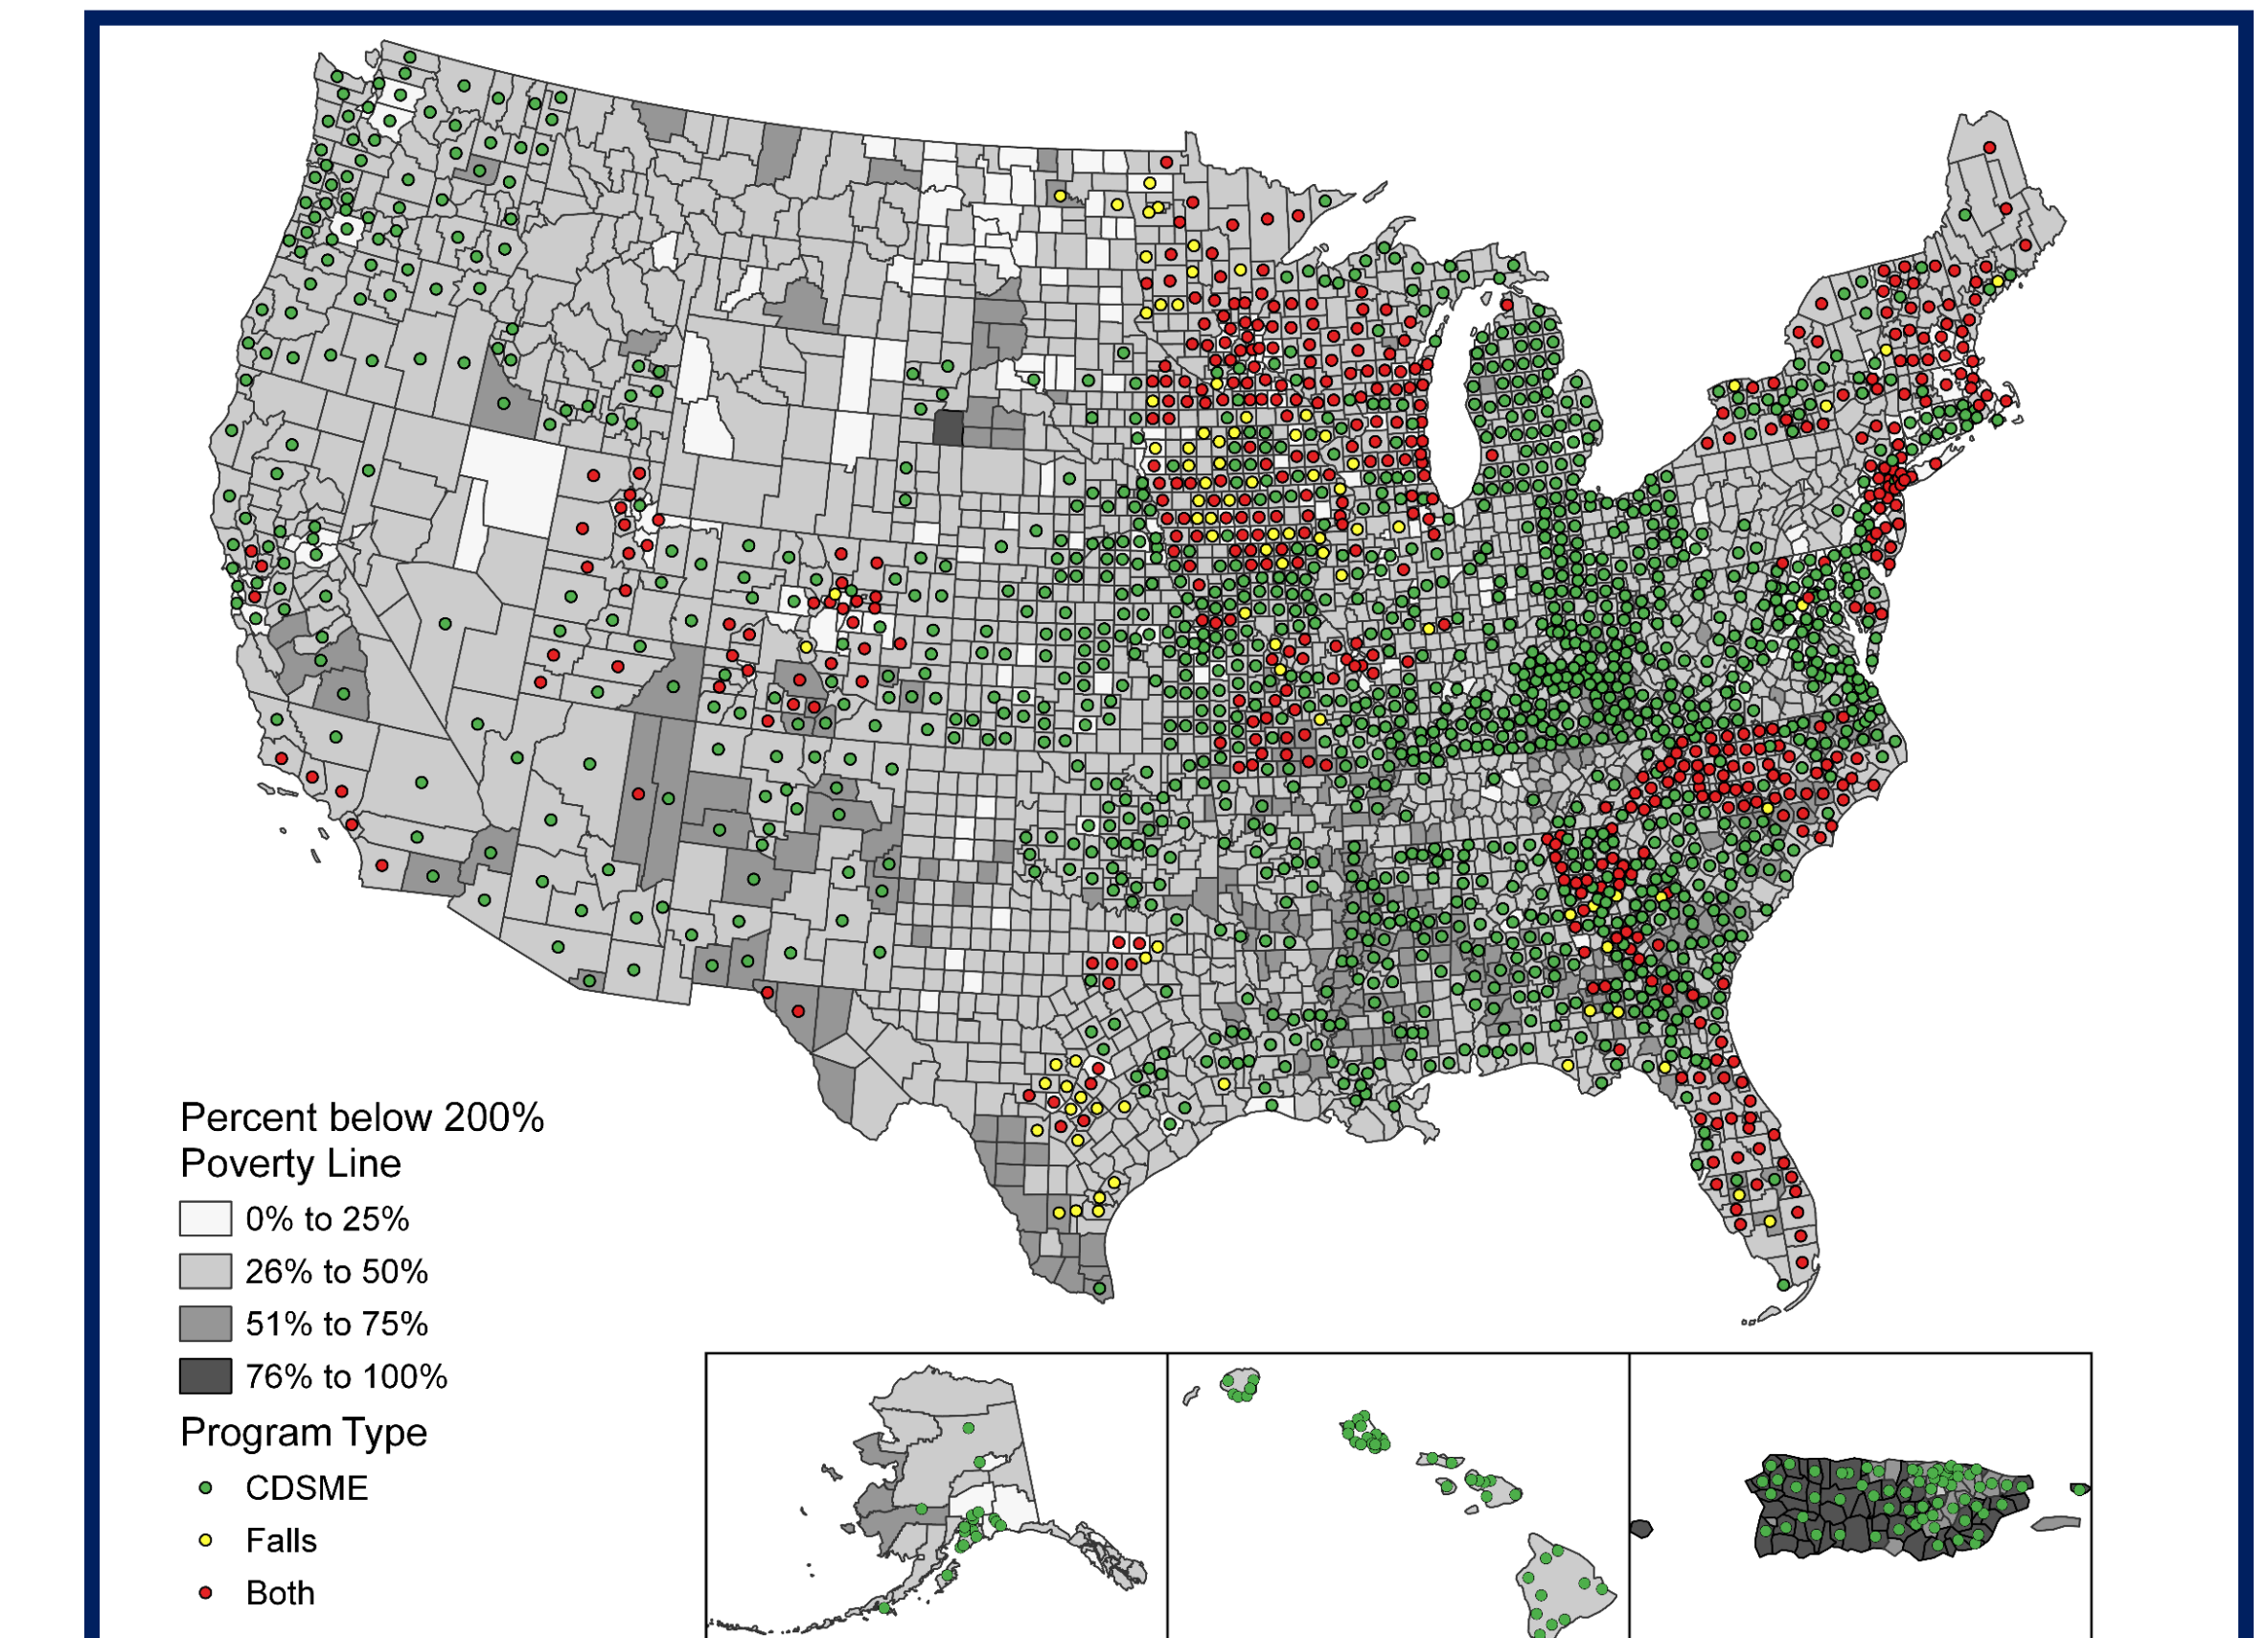 Percent below 200%
Poverty Line
0% to 25%
26% to 50%
51% to 75%
76% to 100%
Program Type
CDSME
Falls
Both